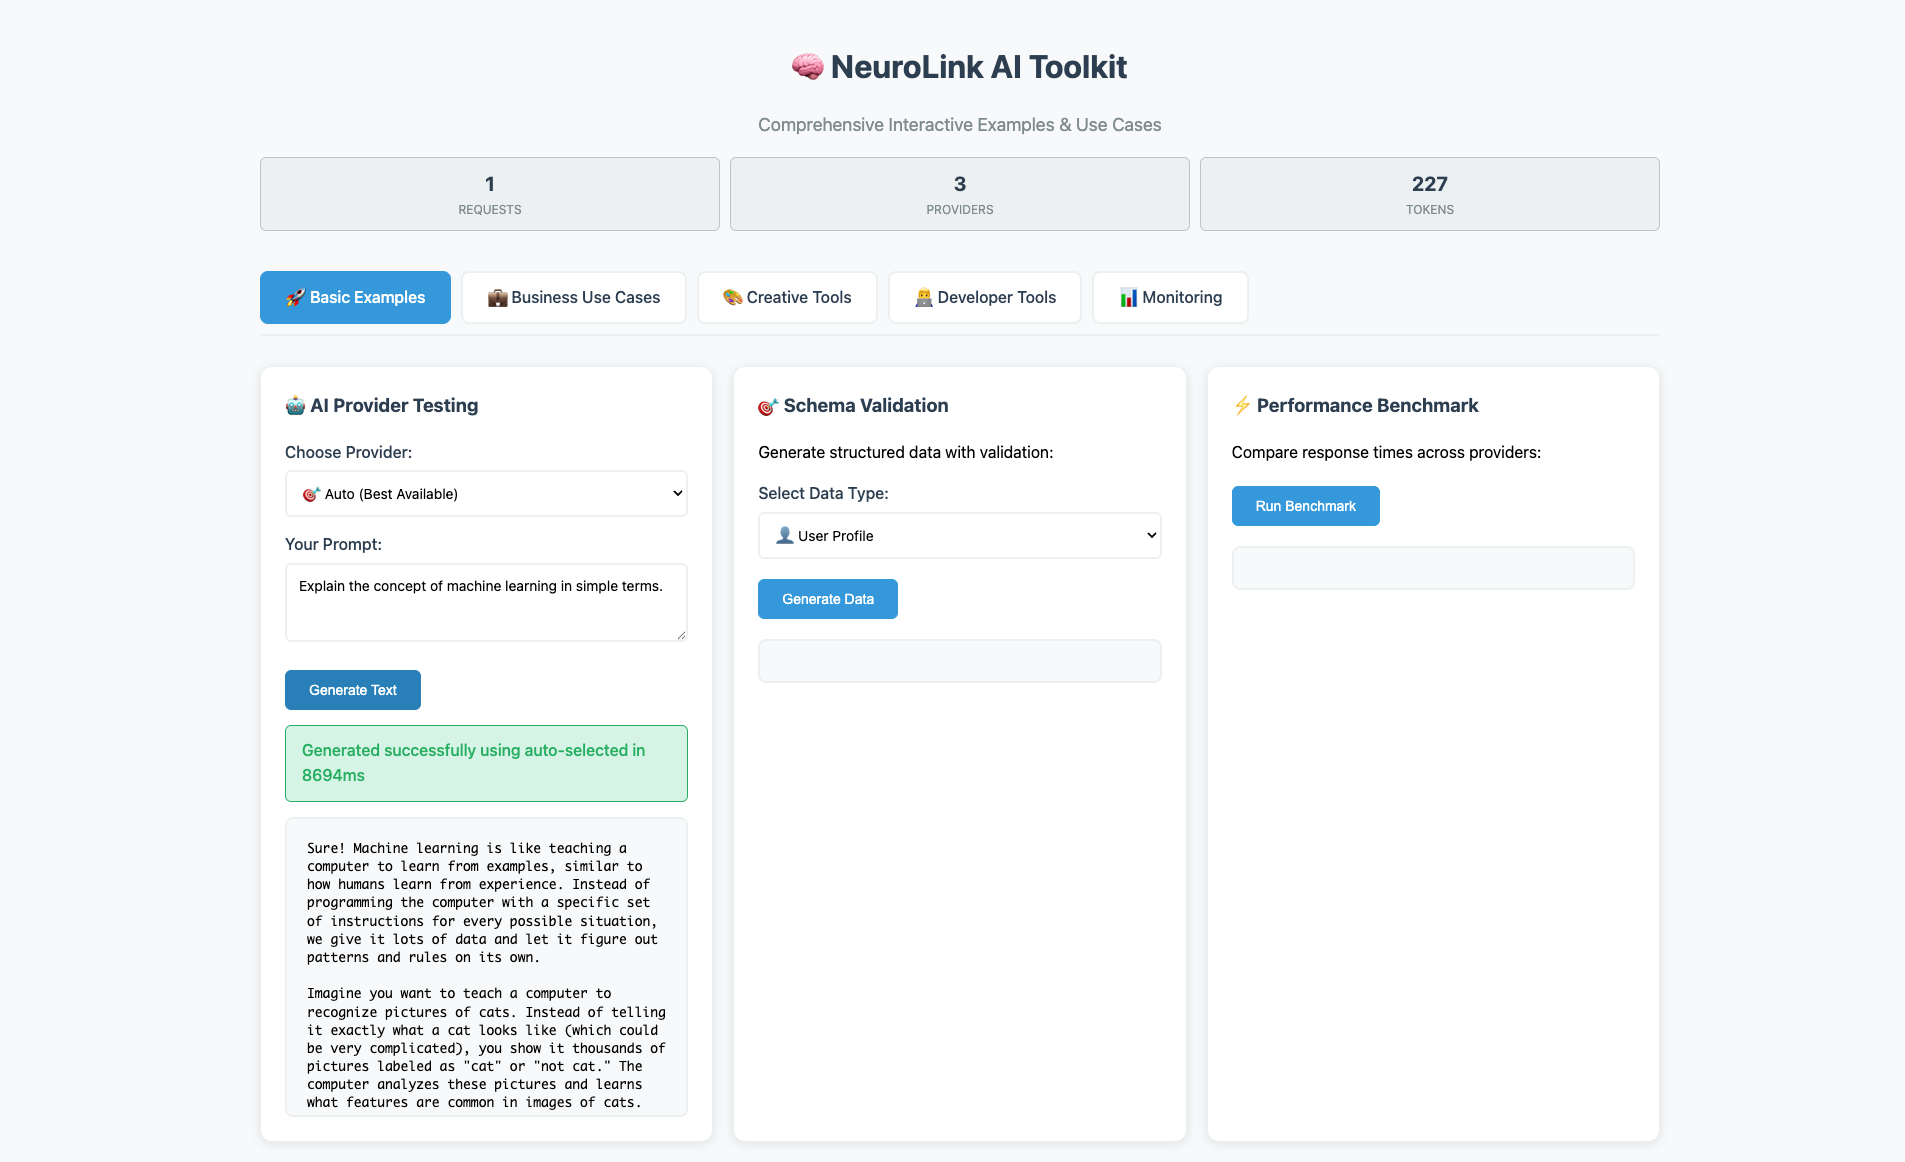 🧠 NeuroLink AI Toolkit
Comprehensive Interactive Examples & Use Cases
1
REQUESTS
3
PROVIDERS
227
TOKENS
🚀 Basic Examples
💼 Business Use Cases
🎨 Creative Tools
👨‍💻 Developer Tools
📊 Monitoring
🤖 AI Provider Testing
Choose Provider:
🎯 Auto (Best Available)
Your Prompt:
Explain the concept of machine learning in simple terms.
Generate Text
Generated successfully using auto-selected in
8694ms
Sure! Machine learning is like teaching a
computer to learn from examples, similar to
how humans learn from experience. Instead of
programming the computer with a specific set
of instructions for every possible situation,
we give it lots of data and let it figure out
patterns and rules on its own.
Imagine you want to teach a computer to
recognize pictures of cats. Instead of telling
it exactly what a cat looks like (which could
be very complicated), you show it thousands of
pictures labeled as "cat" or "not cat." The
computer analyzes these pictures and learns
what features are common in images of cats.
🎯 Schema Validation
Generate structured data with validation:
Select Data Type:
👤 User Profile
Generate Data
⚡ Performance Benchmark
Compare response times across providers:
Run Benchmark